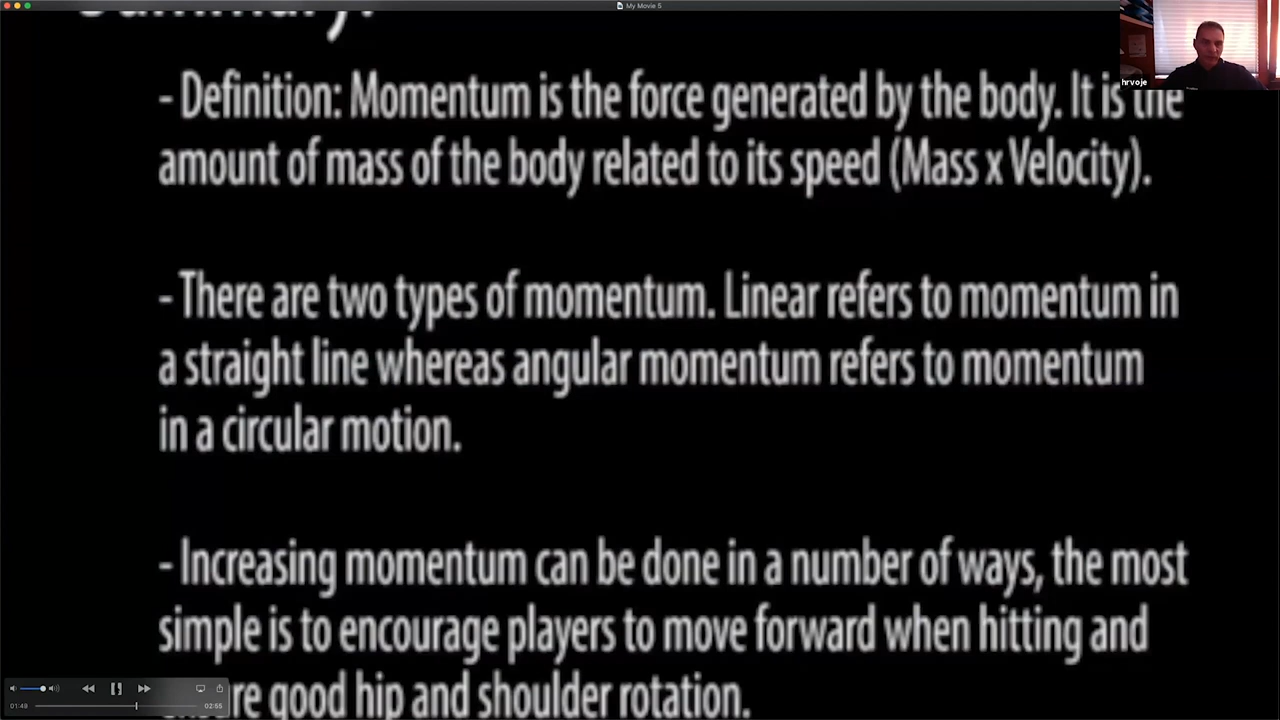 My Movie 5
Summary:
hrvoje
- Definition: Momentum is the force generated by the body. It is the
amount of mass of the body related to its speed (Mass x Velocity).
- There are two types of momentum. Linear refers to momentum in
a straight line whereas angular momentum refers to momentum
in a circular motion.
- Increasing momentum can be done in a number of ways, the most
simple is to encourage players to move forward when hitting and
ensure good hip and shoulder rotation.
01:48
02:55